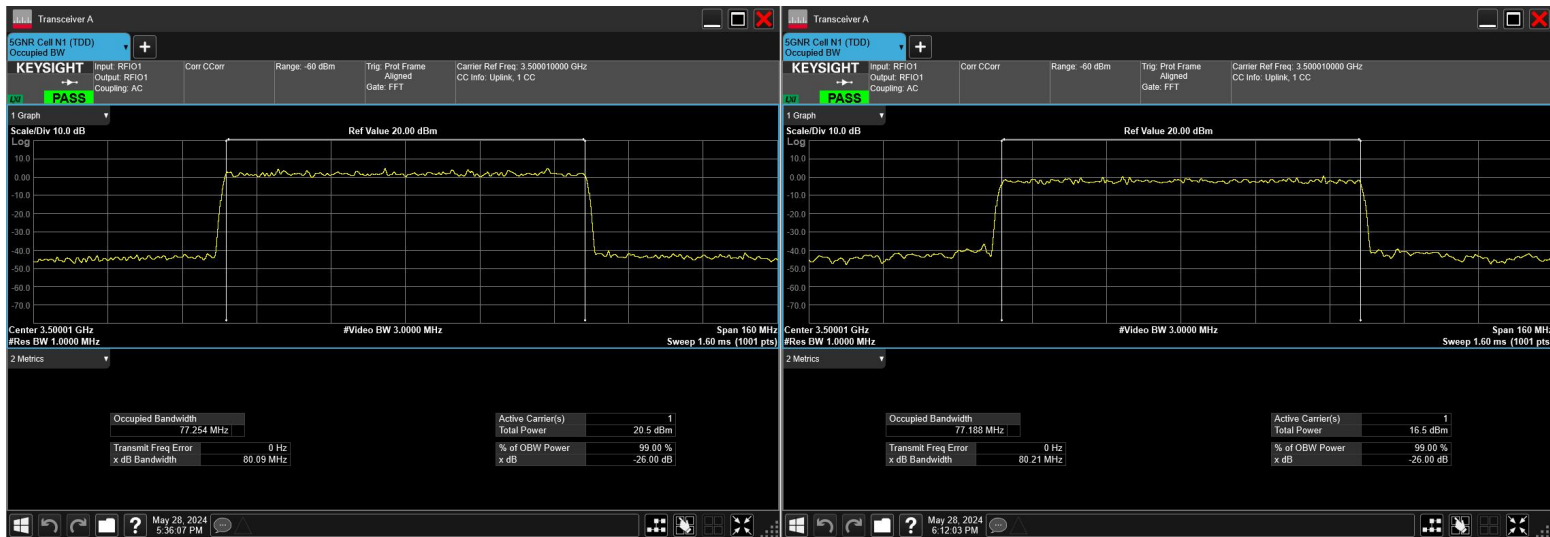 Transceiver A
5GNR Cell N1 (TDD)
Occupied BW
+
KEYSIGHT
Input: RFIO1
Output: RFIO1
Coupling: AC
Corr CCorr
Range: -60 dBm
Trig: Prot Frame
Aligned
Gate: FFT
Carrier Ref Freq: 3.500010000 GHz
CC Info: Uplink, 1 CC
LXI
PASS
1 Graph
Scale/Div 10.0 dB
Ref Value 20.00 dBm
Log
10.0
0.00
-10.0
-20.0
-30.0
-40.0
-50.0
-60.0
-70.0
Center 3.50001 GHz
#Video BW 3.0000 MHz
Span 160 MHz
#Res BW 1.0000 MHz
Sweep 1.60 ms (1001 pts)
2 Metrics
Occupied Bandwidth
77.254 MHz
Transmit Freq Error 0 Hz
x dB Bandwidth 80.09 MHz
Active Carrier(s) 1
Total Power 20.5 dBm
% of OBW Power 99.00 %
x dB -26.00 dB
?
May 28, 2024
5:36:07 PM
Transceiver A
5GNR Cell N1 (TDD)
Occupied BW
+
KEYSIGHT
Input: RFIO1
Output: RFIO1
Coupling: AC
Corr CCorr
Range: -60 dBm
Trig: Prot Frame
Aligned
Gate: FFT
Carrier Ref Freq: 3.500010000 GHz
CC Info: Uplink, 1 CC
LXI
PASS
1 Graph
Scale/Div 10.0 dB
Ref Value 20.00 dBm
Log
10.0
0.00
-10.0
-20.0
-30.0
-40.0
-50.0
-60.0
-70.0
Center 3.50001 GHz
#Video BW 3.0000 MHz
Span 160 MHz
#Res BW 1.0000 MHz
Sweep 1.60 ms (1001 pts
2 Metrics
Occupied Bandwidth
77.188 MHz
Transmit Freq Error 0 Hz
x dB Bandwidth 80.21 MHz
Active Carrier(s) 1
Total Power 16.5 dBm
% of OBW Power 99.00 %
x dB -26.00 dB
?
May 28, 2024
6:12:03 PM